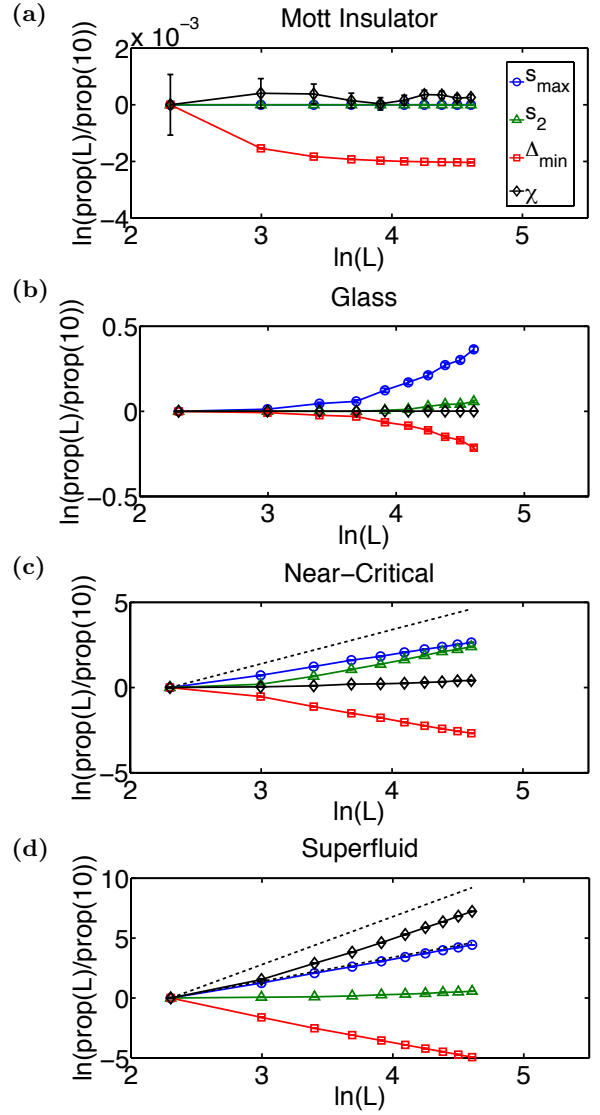 (a)
Mott Insulator
2 x 10^-3
0
−2
−4
2
3
4
5
ln(L)
ln(prop(L)/prop(10))
s_max
s_2
Δ_min
χ
(b)
Glass
0.5
0
−0.5
2
3
4
5
ln(L)
ln(prop(L)/prop(10))
(c)
Near−Critical
5
0
−5
2
3
4
5
ln(L)
ln(prop(L)/prop(10))
(d)
Superfluid
10
5
0
−5
2
3
4
5
ln(L)
ln(prop(L)/prop(10))